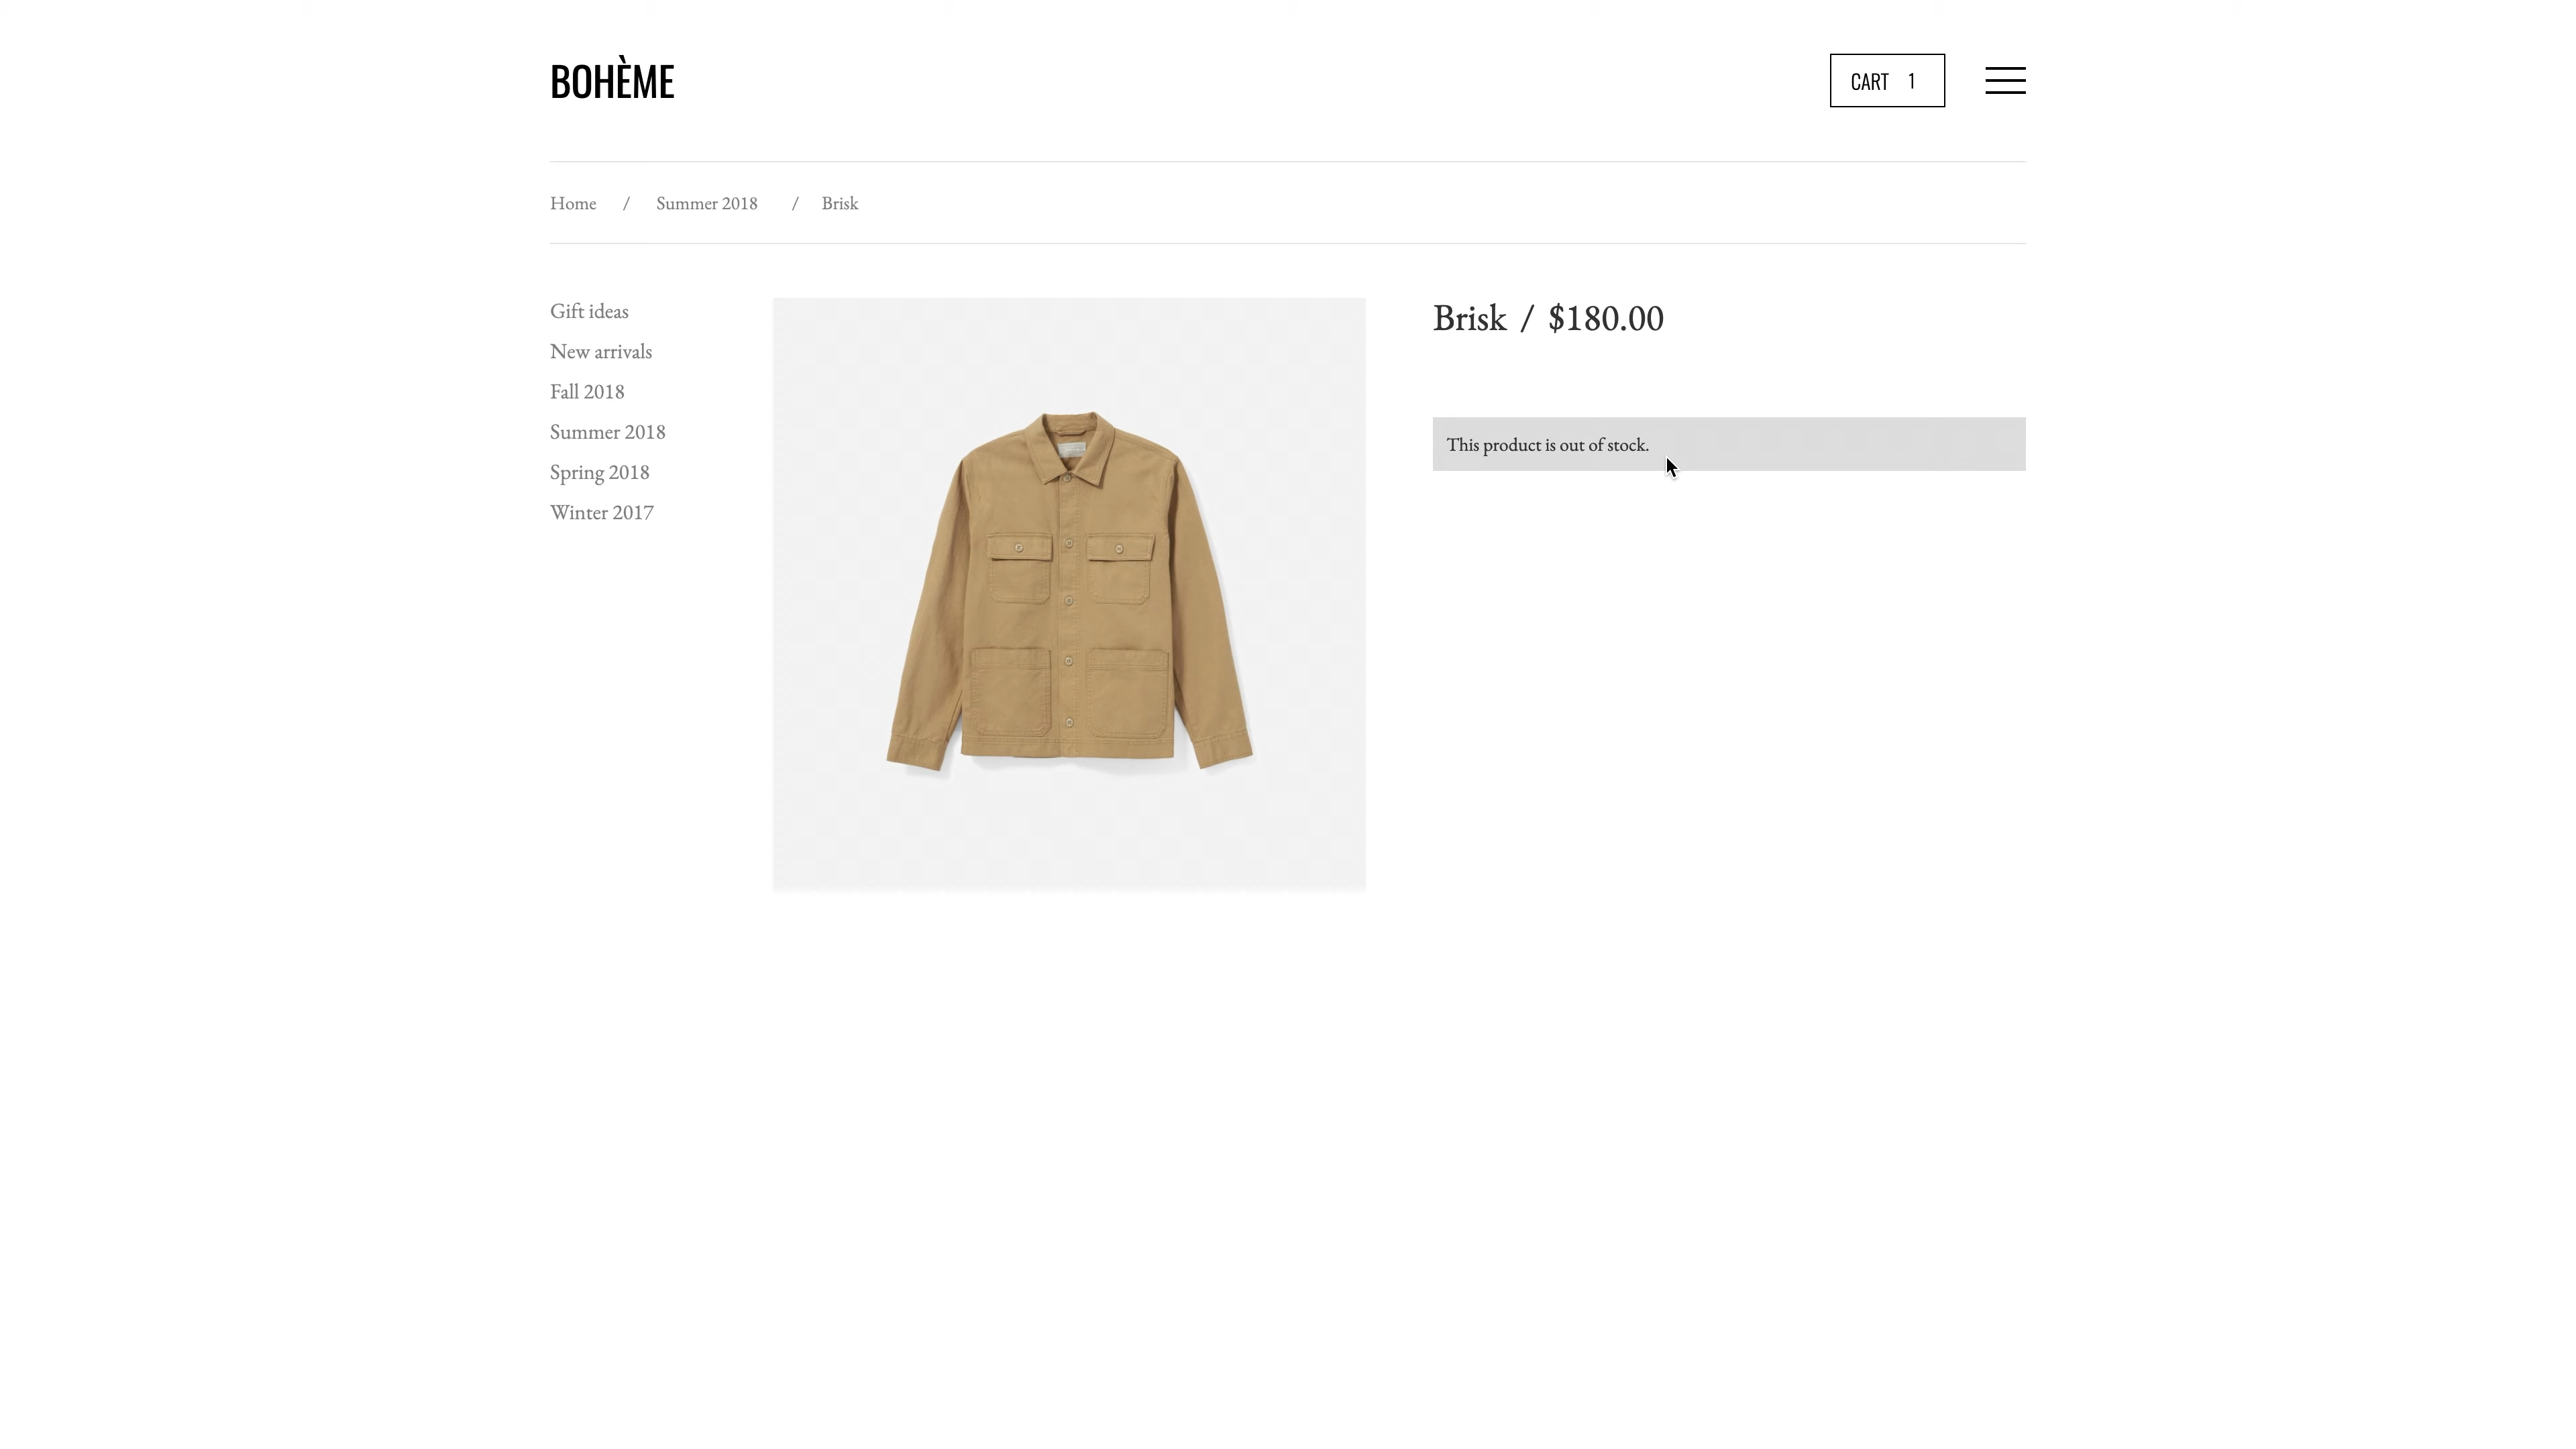 BOHÈME
CART 1
Home / Summer 2018 / Brisk
Gift ideas
New arrivals
Fall 2018
Summer 2018
Spring 2018
Winter 2017
Brisk / $180.00
This product is out of stock.